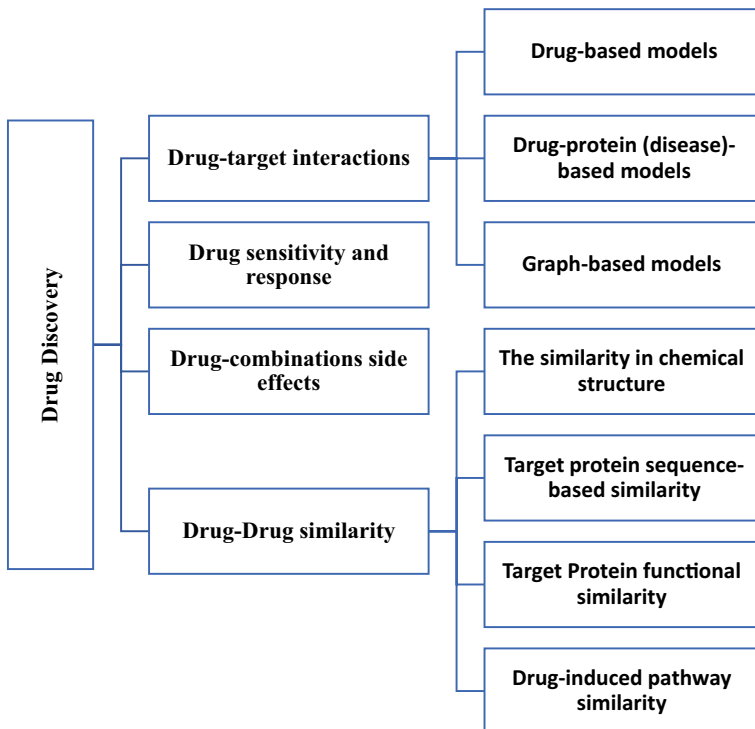 Drug Discovery
Drug-target interactions
Drug-based models
Drug-protein (disease)-
based models
Graph-based models
Drug sensitivity and
response
Drug-combinations side
effects
Drug-Drug similarity
The similarity in chemical
structure
Target protein sequence-
based similarity
Target Protein functional
similarity
Drug-induced pathway
similarity